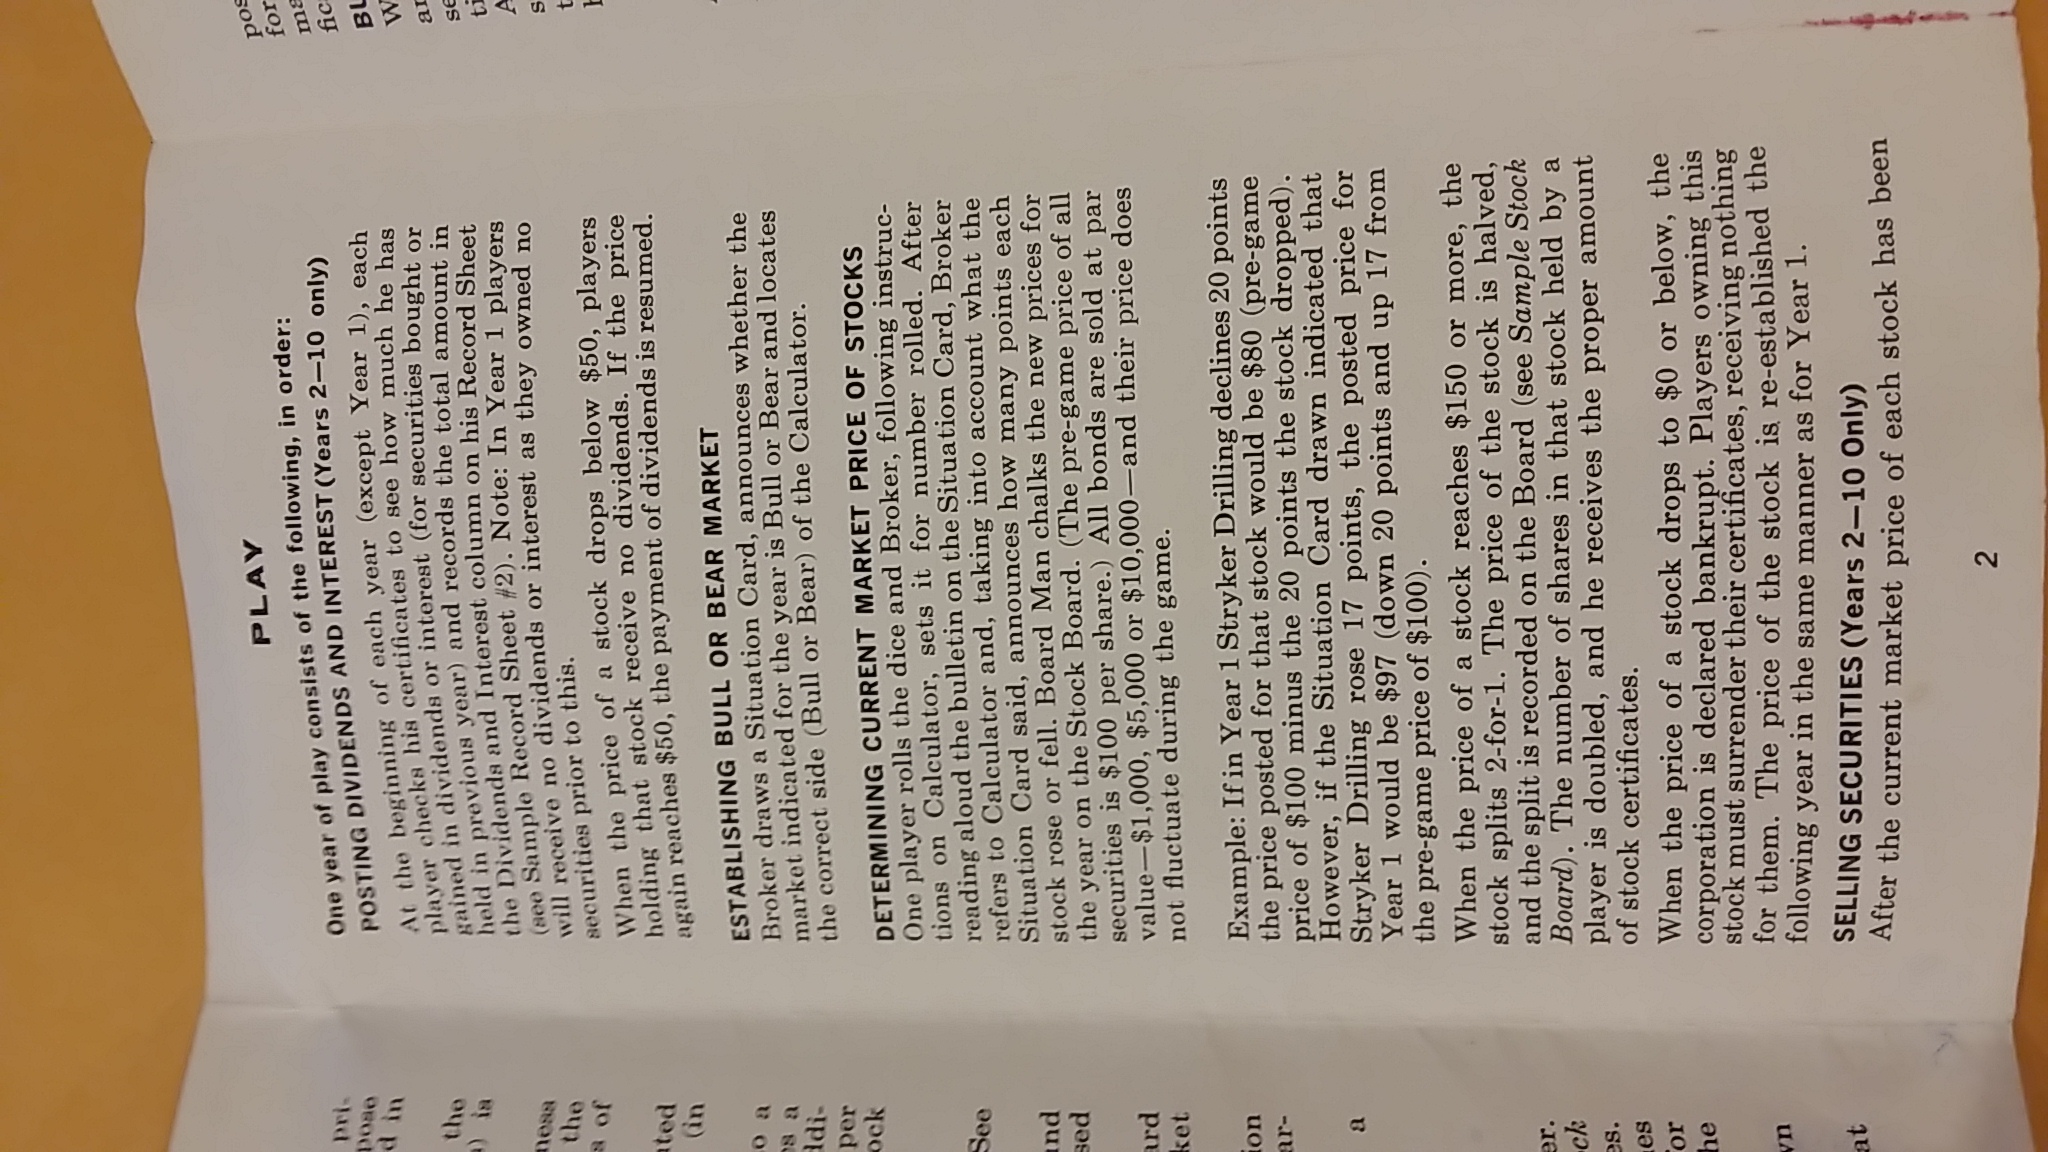 PLAY
One year of play consists of the following, in order:
POSTING DIVIDENDS AND INTEREST (Years 2—10 only)
At the beginning of each year (except Year 1), each
player checks his certificates to see how much he has
gained in dividends or interest (for securities bought or
held in previous year) and records the total amount in
the Dividends and Interest column on his Record Sheet
(see Sample Record Sheet #2). Note: In Year 1 players
will receive no dividends or interest as they owned no
securities prior to this.
When the price of a stock drops below $50, players
holding that stock receive no dividends. If the price
again reaches $50, the payment of dividends is resumed.
ESTABLISHING BULL OR BEAR MARKET
Broker draws a Situation Card, announces whether the
market indicated for the year is Bull or Bear and locates
the correct side (Bull or Bear) of the Calculator.
DETERMINING CURRENT MARKET PRICE OF STOCKS
One player rolls the dice and Broker, following instruc-
tions on Calculator, sets it for number rolled. After
reading aloud the bulletin on the Situation Card, Broker
refers to Calculator and, taking into account what the
Situation Card said, announces how many points each
stock rose or fell. Board Man chalks the new prices for
the year on the Stock Board. (The pre-game price of all
securities is $100 per share.) All bonds are sold at par
value—$1,000, $5,000 or $10,000—and their price does
not fluctuate during the game.
Example: If in Year 1 Stryker Drilling declines 20 points
the price posted for that stock would be $80 (pre-game
price of $100 minus the 20 points the stock dropped).
However, if the Situation Card drawn indicated that
Stryker Drilling rose 17 points, the posted price for
Year 1 would be $97 (down 20 points and up 17 from
the pre-game price of $100).
When the price of a stock reaches $150 or more, the
stock splits 2-for-1. The price of the stock is halved,
and the split is recorded on the Board (see Sample Stock
Board). The number of shares in that stock held by a
player is doubled, and he receives the proper amount
of stock certificates.
When the price of a stock drops to $0 or below, the
corporation is declared bankrupt. Players owning this
stock must surrender their certificates, receiving nothing
for them. The price of the stock is re-established the
following year in the same manner as for Year 1.
SELLING SECURITIES (Years 2—10 Only)
After the current market price of each stock has been
2